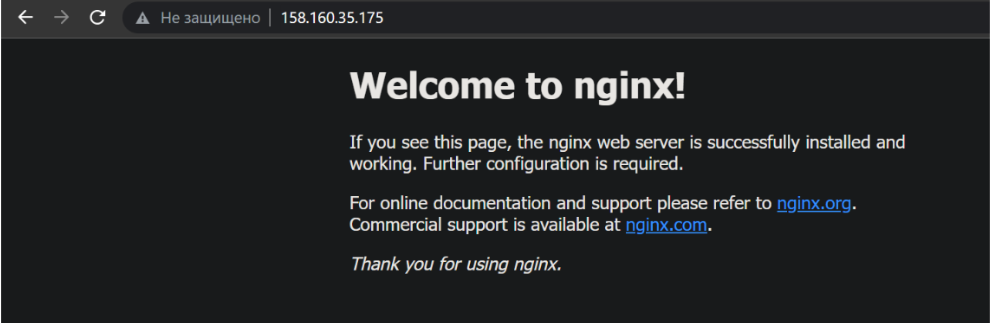 Не защищено 158.160.35.175
Welcome to nginx!
If you see this page, the nginx web server is successfully installed and
working. Further configuration is required.
For online documentation and support please refer to nginx.org.
Commercial support is available at nginx.com.
Thank you for using nginx.